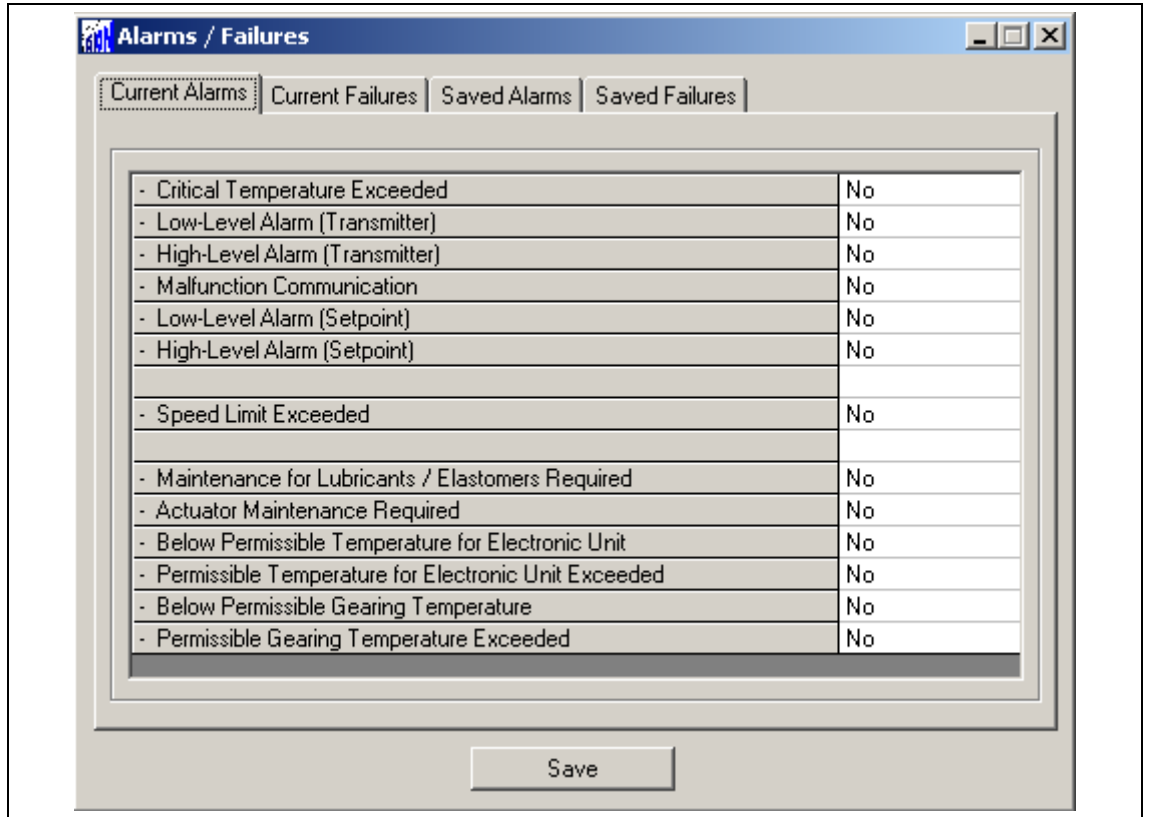 Alarms / Failures
Current Alarms Current Failures Saved Alarms Saved Failures
- Critical Temperature Exceeded No
- Low-Level Alarm (Transmitter) No
- High-Level Alarm (Transmitter) No
- Malfunction Communication No
- Low-Level Alarm (Setpoint) No
- High-Level Alarm (Setpoint) No
- Speed Limit Exceeded No
- Maintenance for Lubricants / Elastomers Required No
- Actuator Maintenance Required No
- Below Permissible Temperature for Electronic Unit No
- Permissible Temperature for Electronic Unit Exceeded No
- Below Permissible Gearing Temperature No
- Permissible Gearing Temperature Exceeded No
Save